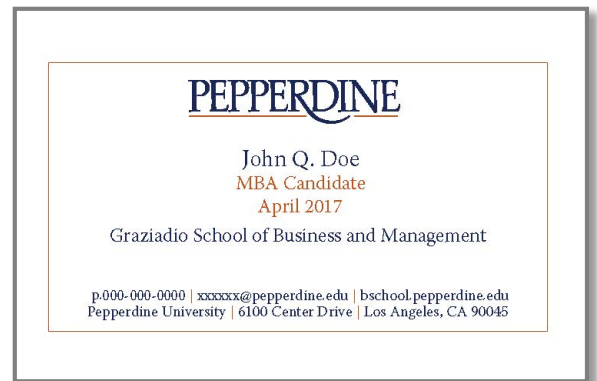 PEPPERDINE
John Q. Doe
MBA Candidate
April 2017
Graziadio School of Business and Management
p.000-000-0000 | xxxxxx@pepperdine.edu | bschool.pepperdine.edu
Pepperdine University | 6100 Center Drive | Los Angeles, CA 90045